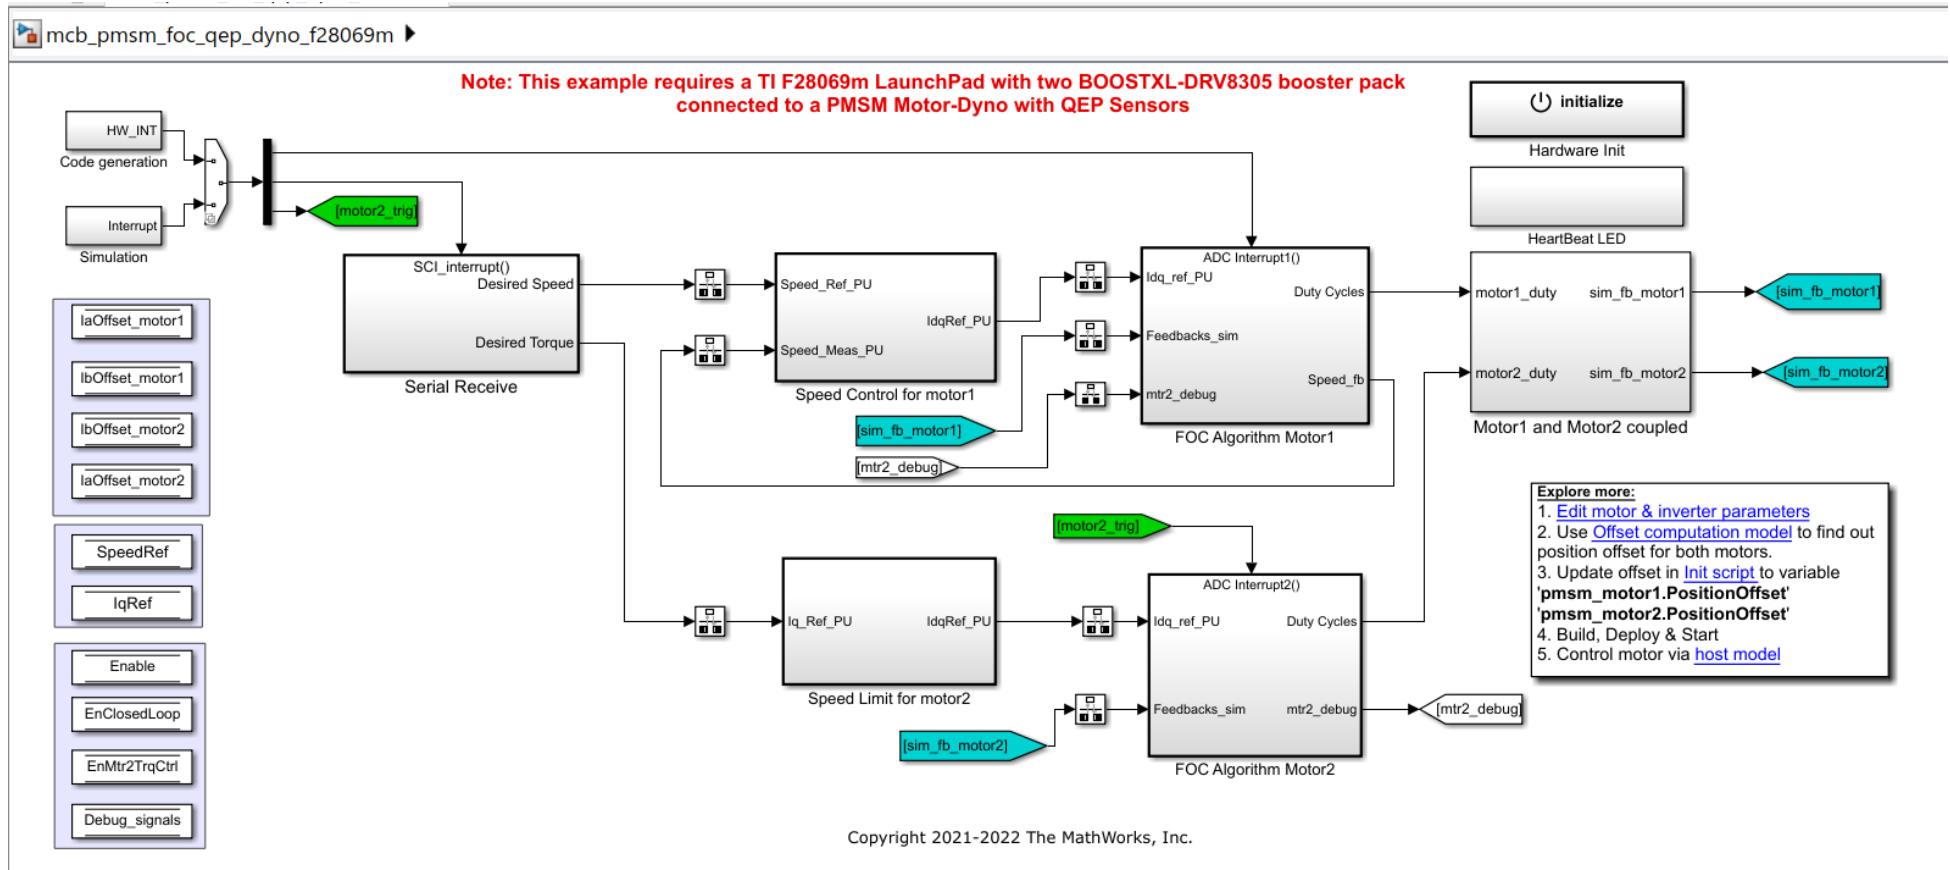 mcb_pmsm_foc_qep_dyno_f28069m
Note: This example requires a TI F28069m LaunchPad with two BOOSTXL-DRV8305 booster pack
connected to a PMSM Motor-Dyno with QEP Sensors
HW_INT
Code generation
Interrupt
Simulation
[motor2_trig]
IaOffset_motor1
IbOffset_motor1
IbOffset_motor2
IaOffset_motor2
SpeedRef
IqRef
Enable
EnClosedLoop
EnMtr2TrqCtrl
Debug_signals
SCI_interrupt()
Desired Speed
Desired Torque
Serial Receive
Speed_Ref_PU
IdqRef_PU
Speed_Meas_PU
Speed Control for motor1
[sim_fb_motor1]
[mtr2_debug]
ADC Interrupt1()
Idq_ref_PU
Duty Cycles
Feedbacks_sim
Speed_fb
mtr2_debug
FOC Algorithm Motor1
[motor2_trig]
Iq_Ref_PU
IdqRef_PU
Speed Limit for motor2
[sim_fb_motor2]
ADC Interrupt2()
Idq_ref_PU
Duty Cycles
Feedbacks_sim
mtr2_debug
FOC Algorithm Motor2
[mtr2_debug]
initialize
Hardware Init
HeartBeat LED
motor1_duty
sim_fb_motor1
motor2_duty
sim_fb_motor2
Motor1 and Motor2 coupled
[sim_fb_motor1]
[sim_fb_motor2]
Explore more:
1. Edit motor & inverter parameters
2. Use Offset computation model to find out
position offset for both motors.
3. Update offset in Init script to variable
'pmsm_motor1.PositionOffset'
'pmsm_motor2.PositionOffset'
4. Build, Deploy & Start
5. Control motor via host model
Copyright 2021-2022 The MathWorks, Inc.